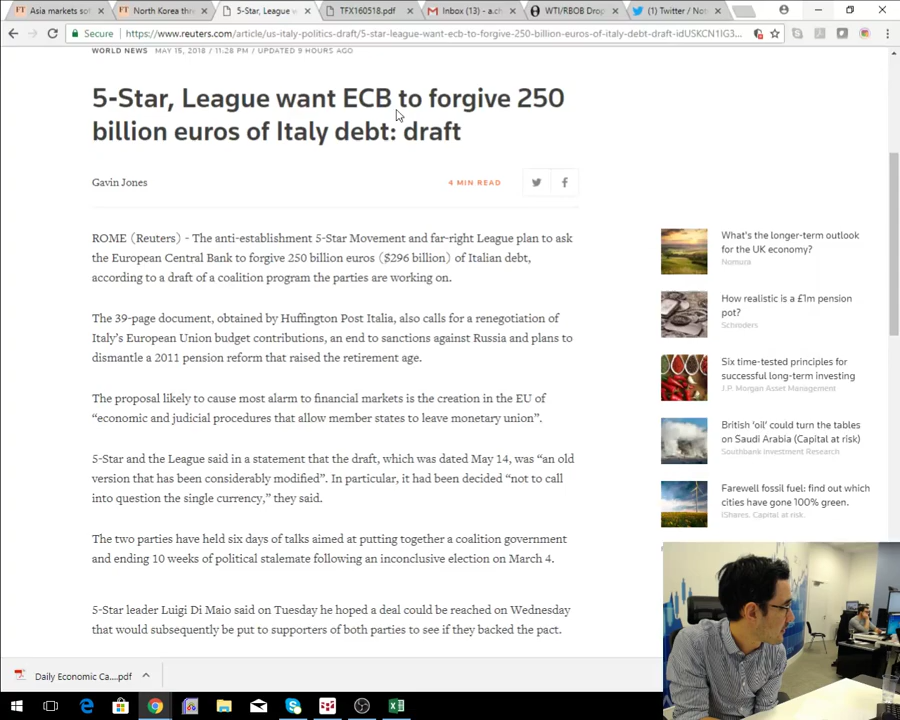 Asia markets so
North Korea thre
5-Star, League w
TFX160518.pdf
Inbox (13) - a.ch
WTI/RBOB Drop
(1) Twitter / Not
Secure
https://www.reuters.com/article/us-italy-politics-draft/5-star-league-want-ecb-to-forgive-250-billion-euros-of-italy-debt-draft-idUSKCN1IG3...
WORLD NEWS MAY 15, 2018 / 11:28 PM / UPDATED 9 HOURS AGO
5-Star, League want ECB to forgive 250
billion euros of Italy debt: draft
Gavin Jones
4 MIN READ
ROME (Reuters) - The anti-establishment 5-Star Movement and far-right League plan to ask
the European Central Bank to forgive 250 billion euros ($296 billion) of Italian debt,
according to a draft of a coalition program the parties are working on.
The 39-page document, obtained by Huffington Post Italia, also calls for a renegotiation of
Italy's European Union budget contributions, an end to sanctions against Russia and plans to
dismantle a 2011 pension reform that raised the retirement age.
The proposal likely to cause most alarm to financial markets is the creation in the EU of
“economic and judicial procedures that allow member states to leave monetary union”.
5-Star and the League said in a statement that the draft, which was dated May 14, was “an old
version that has been considerably modified”. In particular, it had been decided “not to call
into question the single currency,” they said.
The two parties have held six days of talks aimed at putting together a coalition government
and ending 10 weeks of political stalemate following an inconclusive election on March 4.
5-Star leader Luigi Di Maio said on Tuesday he hoped a deal could be reached on Wednesday
that would subsequently be put to supporters of both parties to see if they backed the pact.
What's the longer-term outlook
for the UK economy?
Nomura
How realistic is a £1m pension
pot?
Schroders
Six time-tested principles for
successful long-term investing
J.P. Morgan Asset Management
British 'oil' could turn the tables
on Saudi Arabia (Capital at risk)
Southbank Investment Research
Farewell fossil fuel: find out which
cities have gone 100% green.
iShares. Capital at risk.
Daily Economic Ca....pdf